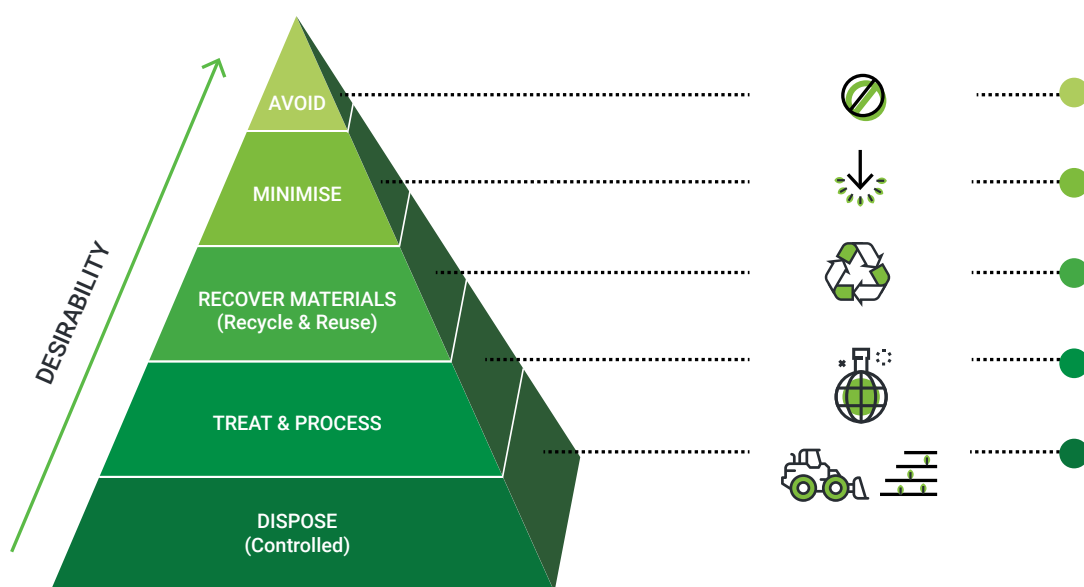 AVOID
MINIMISE
RECOVER MATERIALS
(Recycle & Reuse)
TREAT & PROCESS
DISPOSE
(Controlled)
DESIRABILITY